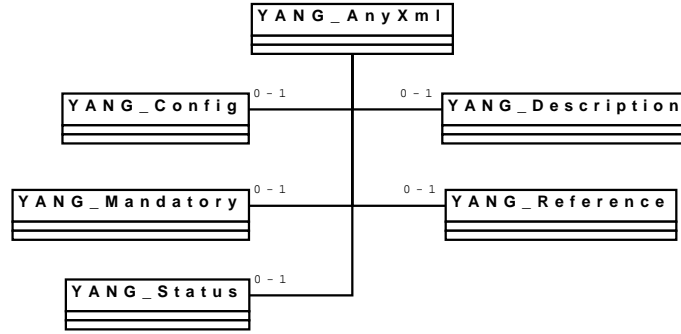 YANG_AnyXml
0-1
0-1
YANG_Config
YANG_Description
0-1
0-1
YANG_Mandatory
YANG_Reference
0-1
YANG_Status